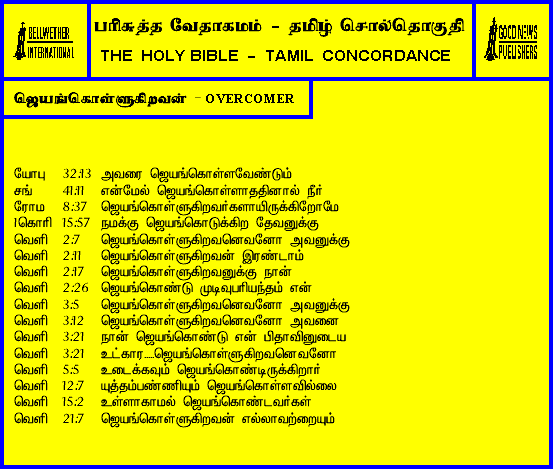 BELLWETHER
INTERNATIONAL
பரிசுத்த வேதாகமம் - தமிழ் சொல்தொகுதி
THE HOLY BIBLE - TAMIL CONCORDANCE
GOOD NEWS
PUBLISHERS
ஜெயங்கொள்ளுகிறவன் - OVERCOMER
யோபு 32:13 அவரை ஜெயங்கொள்ளவேண்டும்
சங் 41:11 என்மேல் ஜெயங்கொள்ளாததினால் நீர்
ரோம 8:37 ஜெயங்கொள்ளுகிறவர்களாயிருக்கிறோமே
1கொரி 15:57 நமக்கு ஜெயங்கொடுக்கிற தேவனுக்கு
வெளி 2:7 ஜெயங்கொள்ளுகிறவனெவனோ அவனுக்கு
வெளி 2:11 ஜெயங்கொள்ளுகிறவன் இரண்டாம்
வெளி 2:17 ஜெயங்கொள்ளுகிறவனுக்கு நான்
வெளி 2:26 ஜெயங்கொண்டு முடிவுபரியந்தம் என்
வெளி 3:5 ஜெயங்கொள்ளுகிறவனெவனோ அவனுக்கு
வெளி 3:12 ஜெயங்கொள்ளுகிறவனெவனோ அவனை
வெளி 3:21 நான் ஜெயங்கொண்டு என் பிதாவினுடைய
வெளி 3:21 உட்கார.....ஜெயங்கொள்ளுகிறவனெவனோ
வெளி 5:5 உடைக்கவும் ஜெயங்கொண்டிருக்கிறார்
வெளி 12:7 யுத்தம்பண்ணியும் ஜெயங்கொள்ளவில்லை
வெளி 15:2 உள்ளாகாமல் ஜெயங்கொண்டவர்கள்
வெளி 21:7 ஜெயங்கொள்ளுகிறவன் எல்லாவற்றையும்